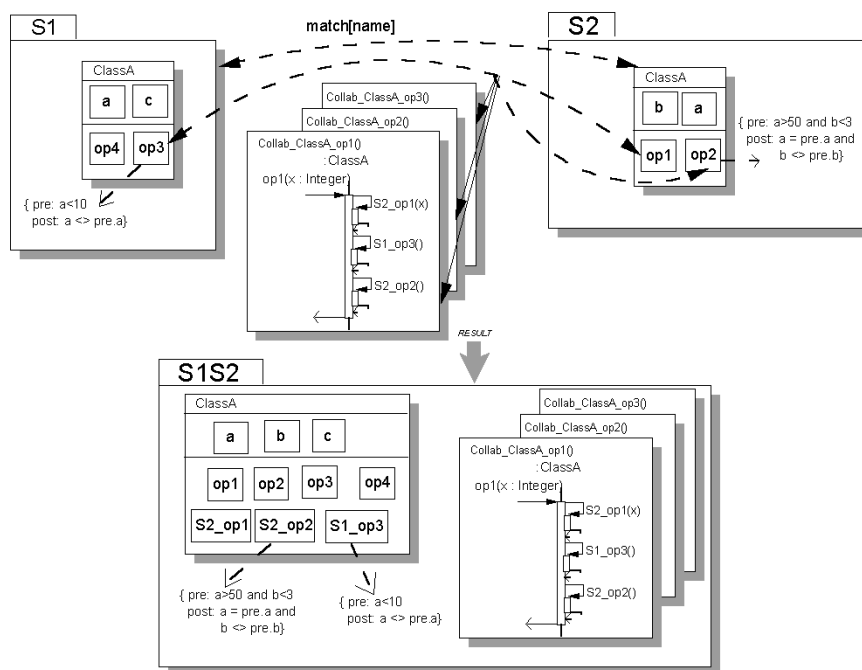 S1
match[name]
S2
ClassA
a
c
op4
op3
{ pre: a<10
post: a <> pre.a}
Collab_ClassA_op3()
Collab_ClassA_op2()
Collab_ClassA_op1()
:ClassA
op1(x : Integer)
S2_op1(x)
S1_op3()
S2_op2()
ClassA
b
a
op1
op2
{ pre: a>50 and b<3
post: a = pre.a and
b <> pre.b}
RESULT
S1S2
ClassA
a
b
c
op1
op2
op3
op4
S2_op1
S2_op2
S1_op3
{ pre: a>50 and b<3
post: a = pre.a and
b <> pre.b}
{ pre: a<10
post: a <> pre.a}
Collab_ClassA_op3()
Collab_ClassA_op2()
Collab_ClassA_op1()
:ClassA
op1(x : Integer)
S2_op1(x)
S1_op3()
S2_op2()